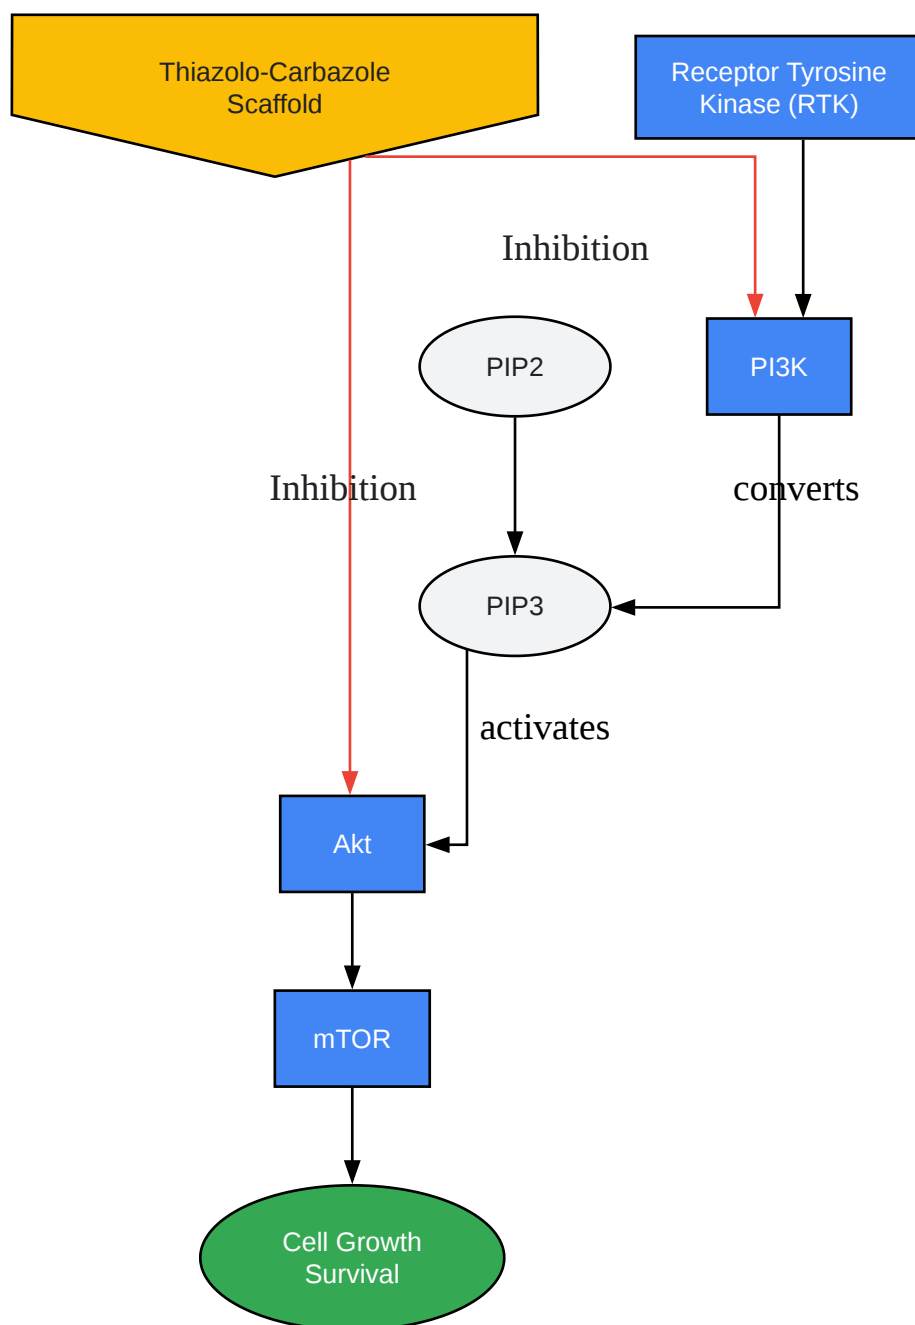 Thiazolo-Carbazole
Scaffold
Receptor Tyrosine
Kinase (RTK)
Inhibition
PIP2
PI3K
Inhibition
converts
PIP3
activates
Akt
mTOR
Cell Growth
Survival